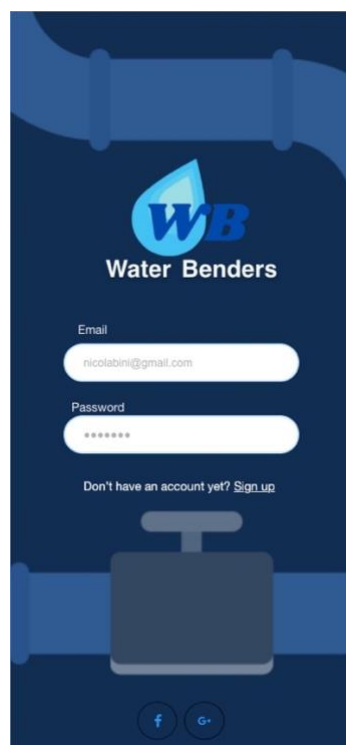 WB
Water Benders
Email
nicolabini@gmail.com
Password
Don't have an account yet? Sign up
f
G+